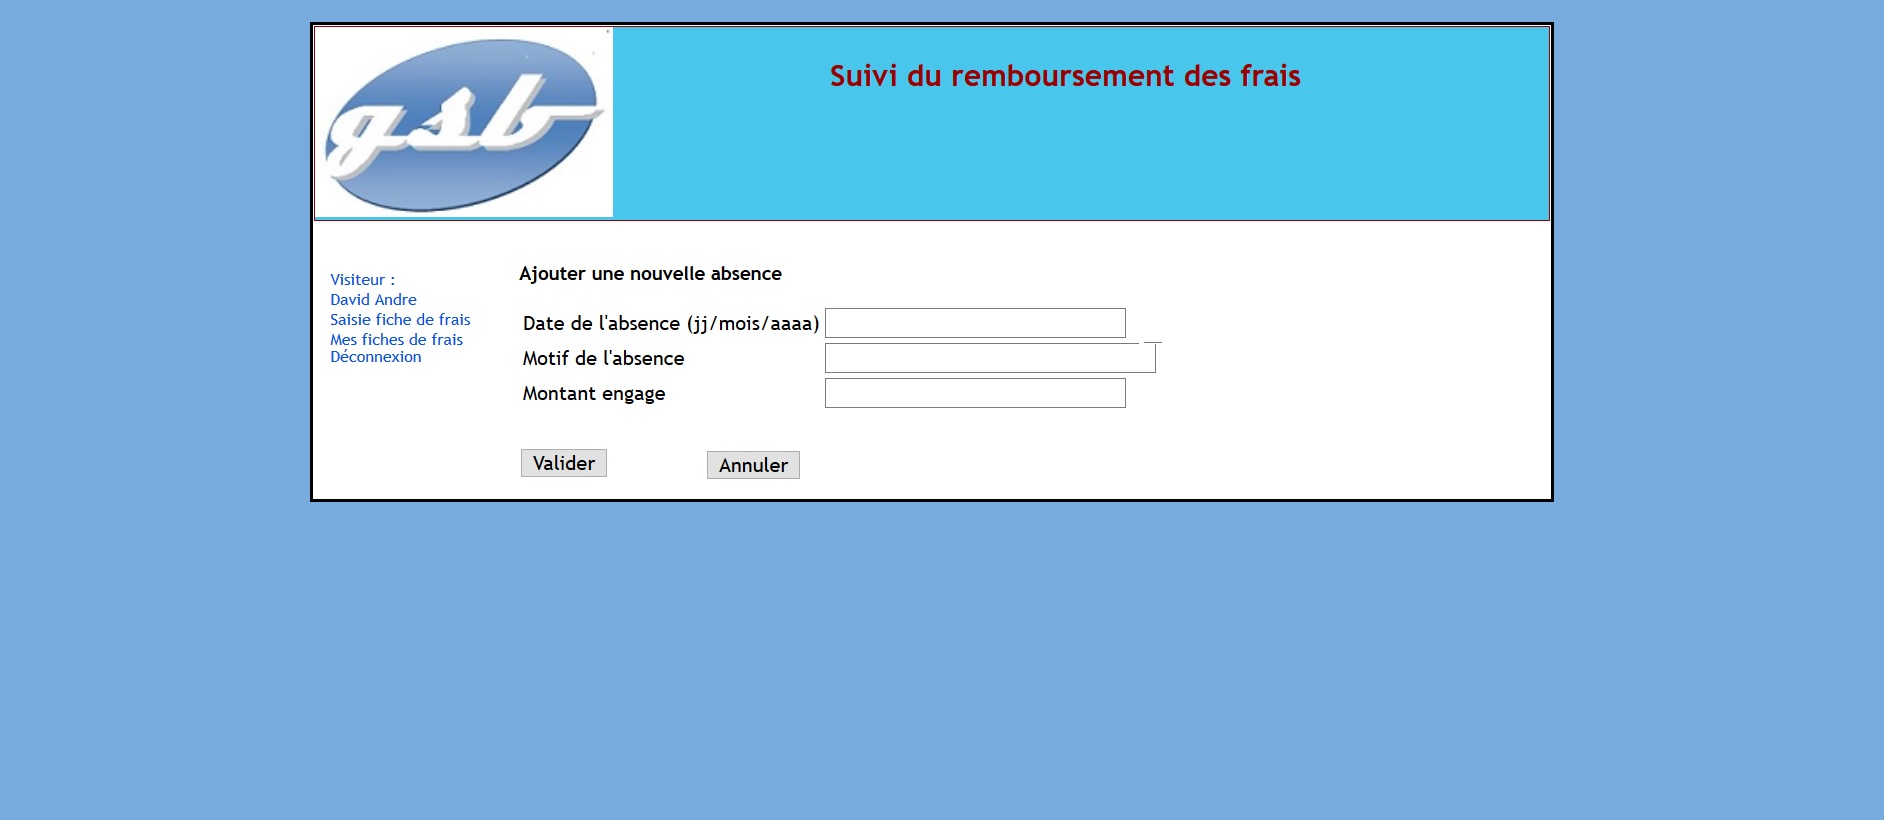 gsb
Suivi du remboursement des frais
Visiteur :
David Andre
Saisie fiche de frais
Mes fiches de frais
Déconnexion
Ajouter une nouvelle absence
Date de l'absence (jj/mois/aaaa)
Motif de l'absence
Montant engage
Valider
Annuler